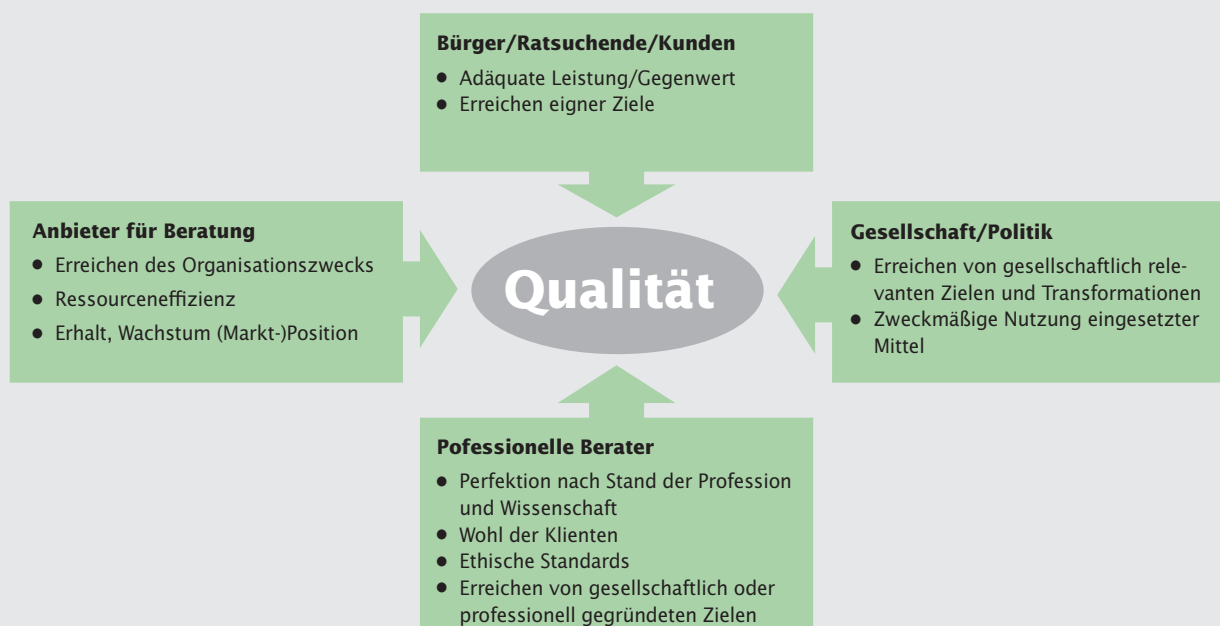 Bürger/Ratsuchende/Kunden
● Adäquate Leistung/Gegenwert
● Erreichen eigner Ziele
Anbieter für Beratung
● Erreichen des Organisationszwecks
● Ressourceneffizienz
● Erhalt, Wachstum (Markt-)Position
Qualität
Gesellschaft/Politik
● Erreichen von gesellschaftlich rele-
vanten Zielen und Transformationen
● Zweckmäßige Nutzung eingesetzter
Mittel
Pofessionelle Berater
● Perfektion nach Stand der Profession
und Wissenschaft
● Wohl der Klienten
● Ethische Standards
● Erreichen von gesellschaftlich oder
professionell gegründeten Zielen